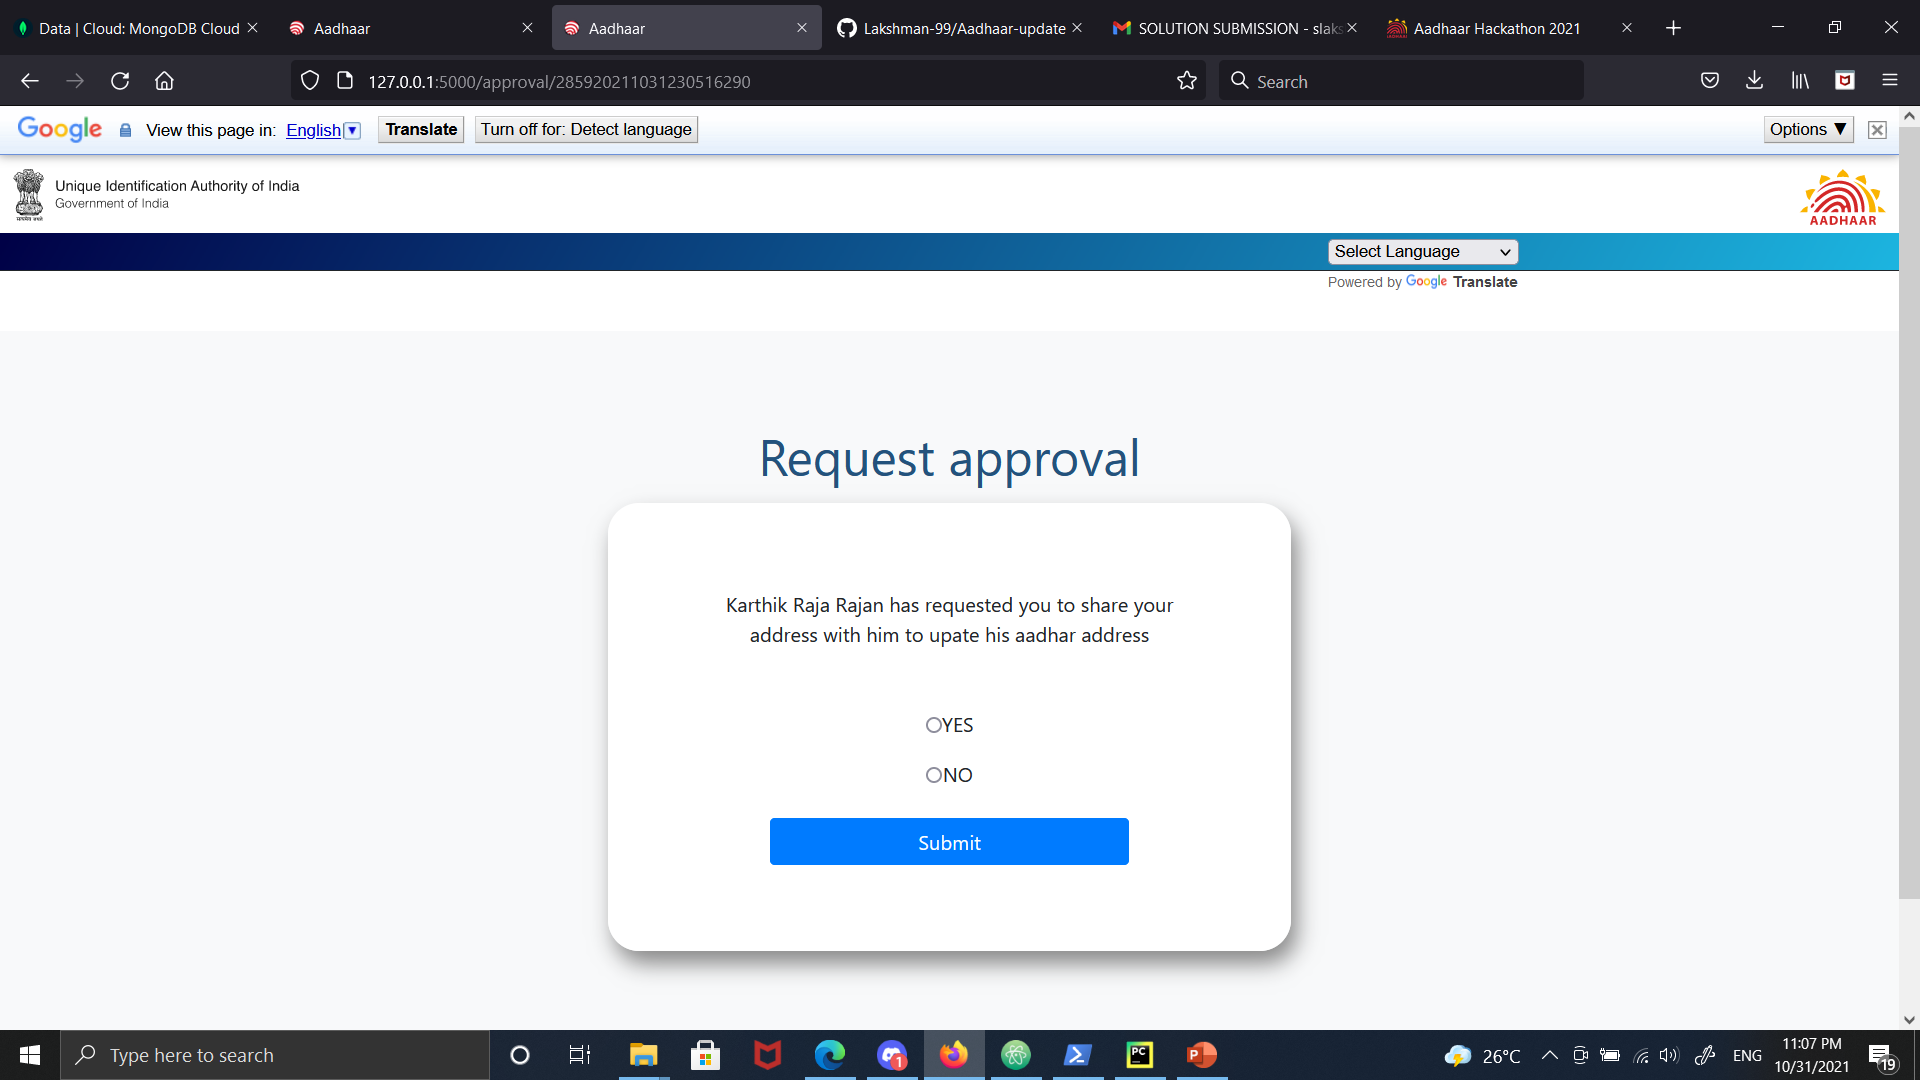 Data | Cloud: MongoDB Cloud
Aadhaar
Aadhaar
Lakshman-99/Aadhaar-update
SOLUTION SUBMISSION - slaks
Aadhaar Hackathon 2021
127.0.0.1:5000/approval/285920211031230516290
Search
Google View this page in: English Translate Turn off for: Detect language Options
Unique Identification Authority of India
Government of India
AADHAAR
Select Language
Powered by Google Translate
Request approval
Karthik Raja Rajan has requested you to share your
address with him to upate his aadhar address
YES
NO
Submit
Type here to search
1
PC
P
26°C
ENG
11:07 PM
10/31/2021
19